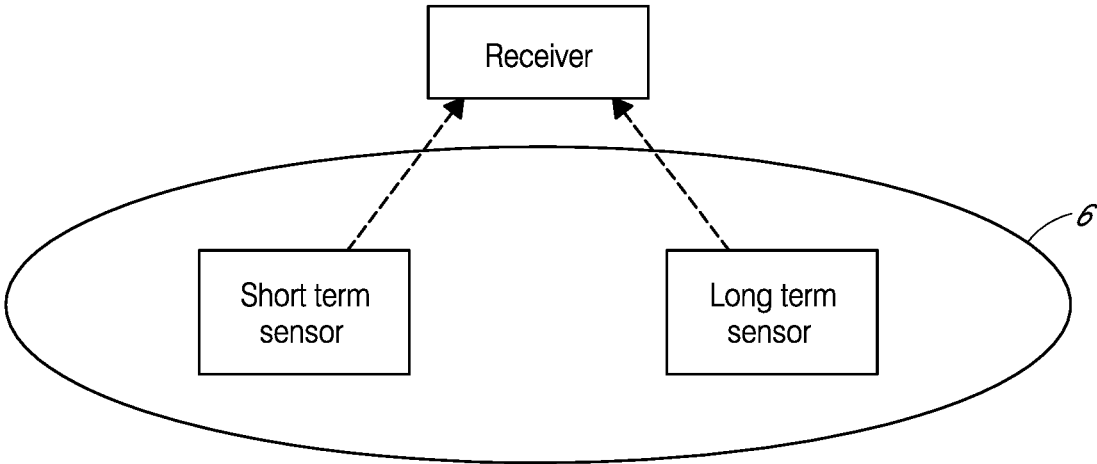 Receiver
6
Short term
sensor
Long term
sensor